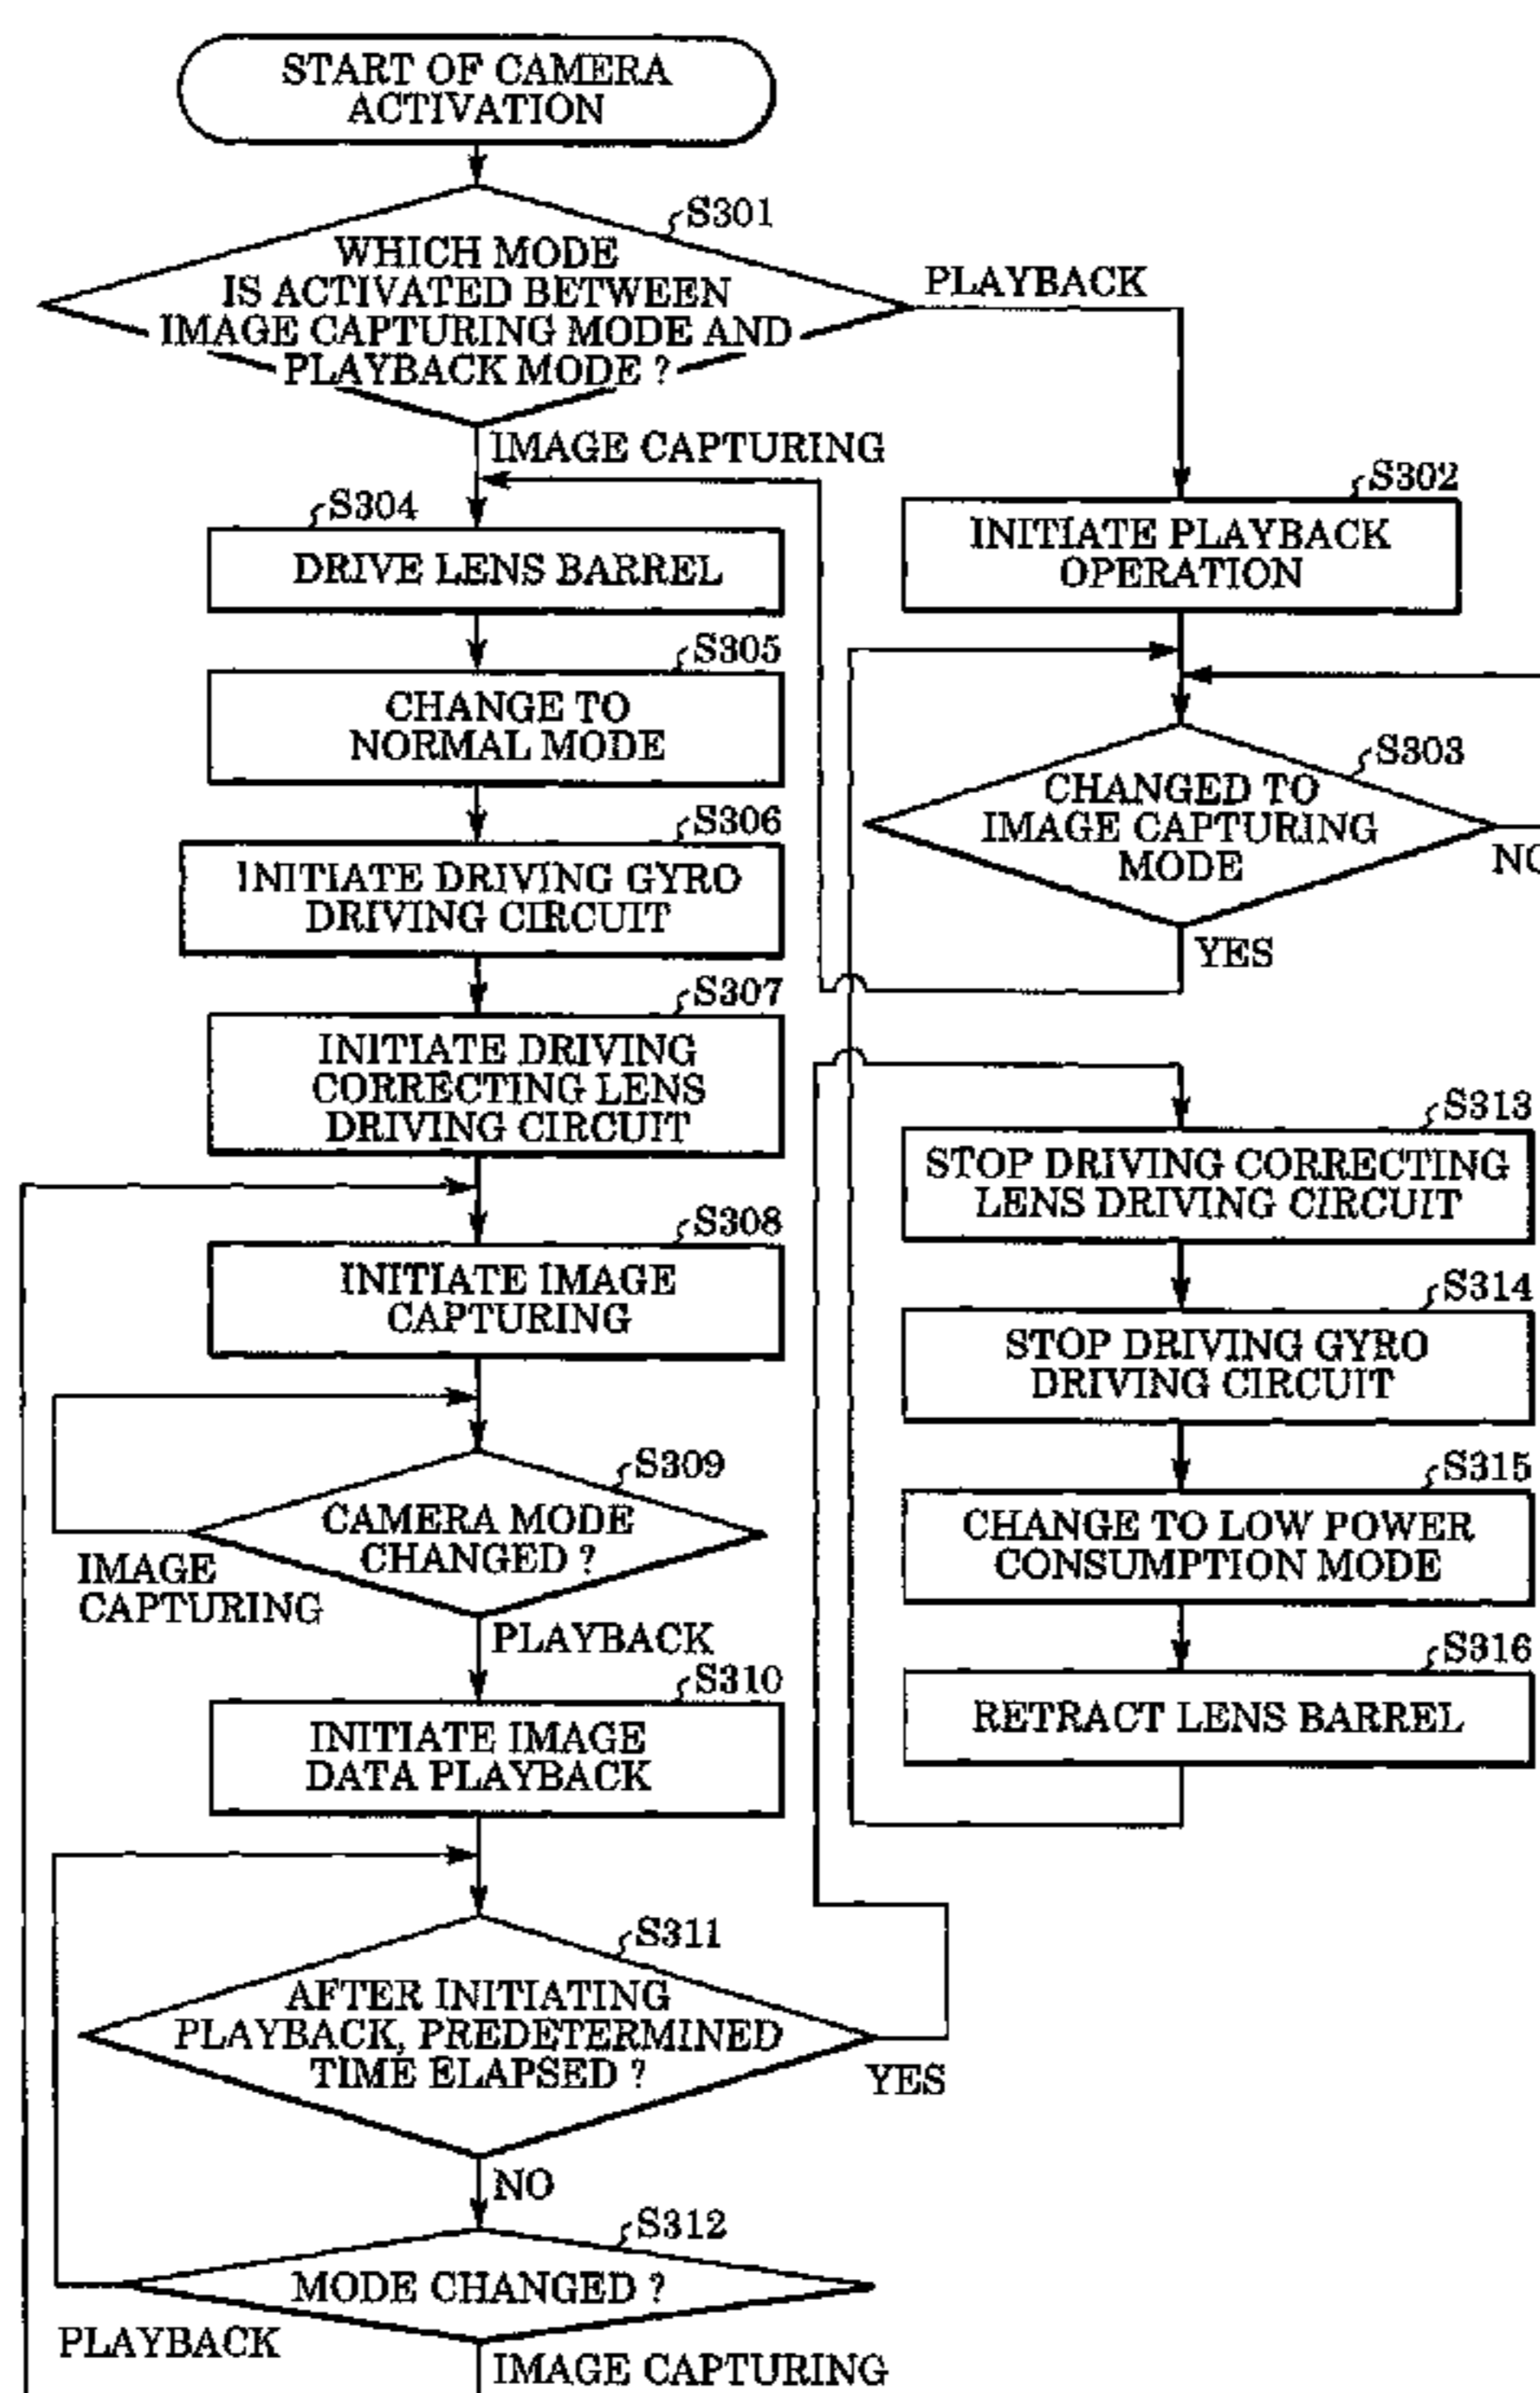 START OF CAMERA
ACTIVATION
S301
WHICH MODE
IS ACTIVATED BETWEEN
IMAGE CAPTURING MODE AND
PLAYBACK MODE ?
PLAYBACK
IMAGE CAPTURING
S304
DRIVE LENS BARREL
S305
CHANGE TO
NORMAL MODE
S306
INITIATE DRIVING GYRO
DRIVING CIRCUIT
S307
INITIATE DRIVING
CORRECTING LENS
DRIVING CIRCUIT
S308
INITIATE IMAGE
CAPTURING
S309
CAMERA MODE
CHANGED ?
IMAGE
CAPTURING
PLAYBACK
S310
INITIATE IMAGE
DATA PLAYBACK
S311
AFTER INITIATING
PLAYBACK, PREDETERMINED
TIME ELAPSED ?
YES
NO
S312
MODE CHANGED ?
PLAYBACK
IMAGE CAPTURING
S302
INITIATE PLAYBACK
OPERATION
S303
CHANGED TO
IMAGE CAPTURING
MODE
YES
S313
STOP DRIVING CORRECTING
LENS DRIVING CIRCUIT
S314
STOP DRIVING GYRO
DRIVING CIRCUIT
S315
CHANGE TO LOW POWER
CONSUMPTION MODE
S316
RETRACT LENS BARREL